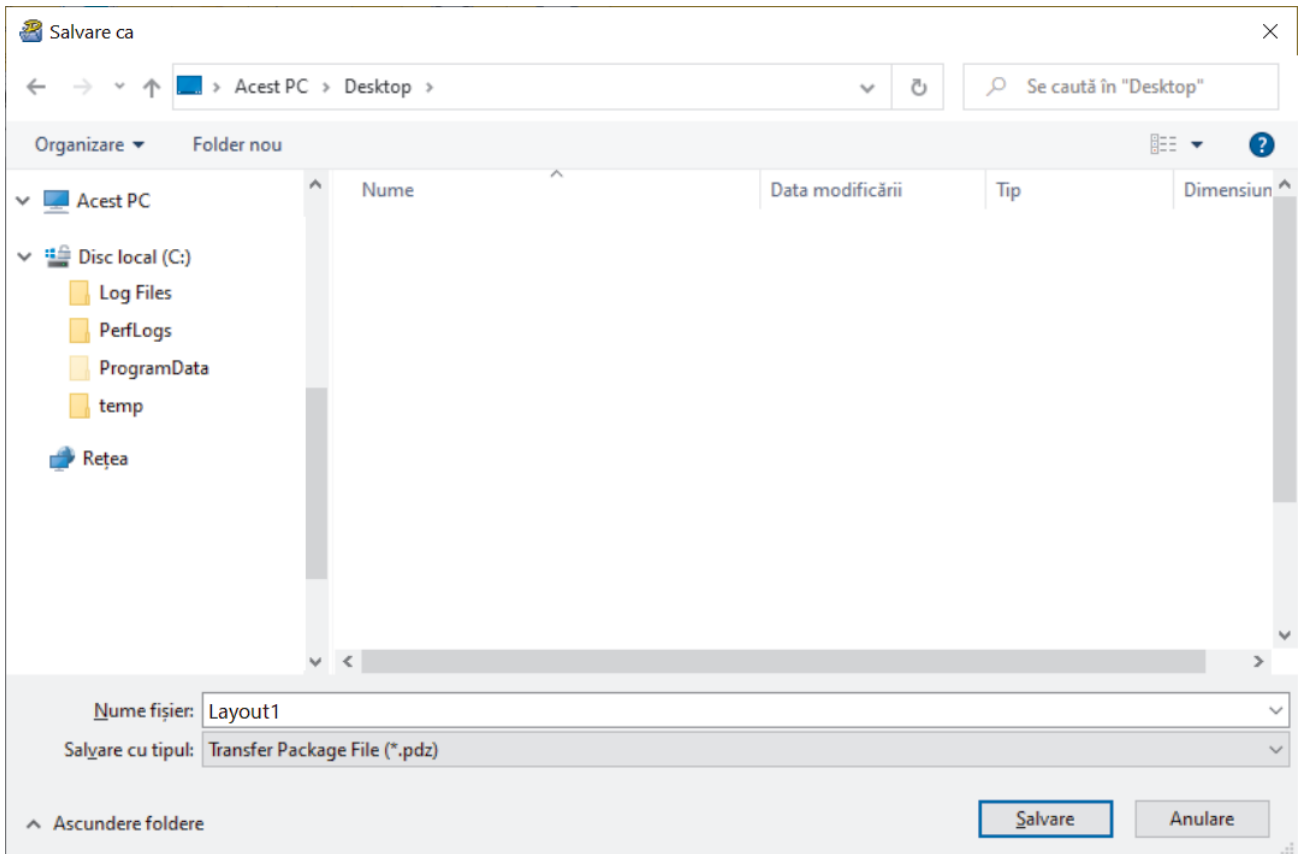 Salvare ca
Acest PC > Desktop >
Se caută în "Desktop"
Organizare
Folder nou
?
Nume
Data modificării
Tip
Dimensiun
Acest PC
Disc local (C:)
Log Files
PerfLogs
ProgramData
temp
Rețea
Nume fișier: Layout1
Salvare cu tipul: Transfer Package File (*.pdz)
Ascundere foldere
Salvare
Anulare